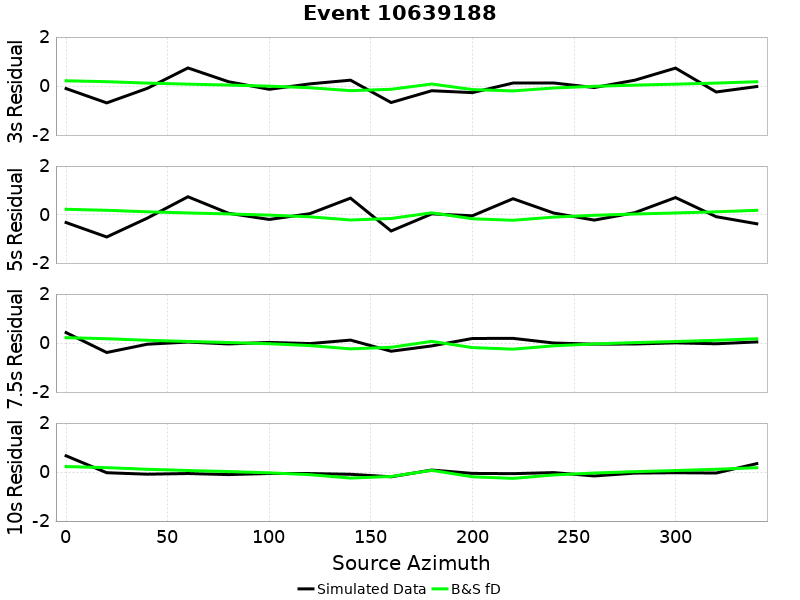 Event 10639188
3s Residual
2
0
-2
5s Residual
2
0
-2
7.5s Residual
2
0
-2
10s Residual
2
0
-2
0 50 100 150 200 250 300
Source Azimuth
Simulated Data B&S fD